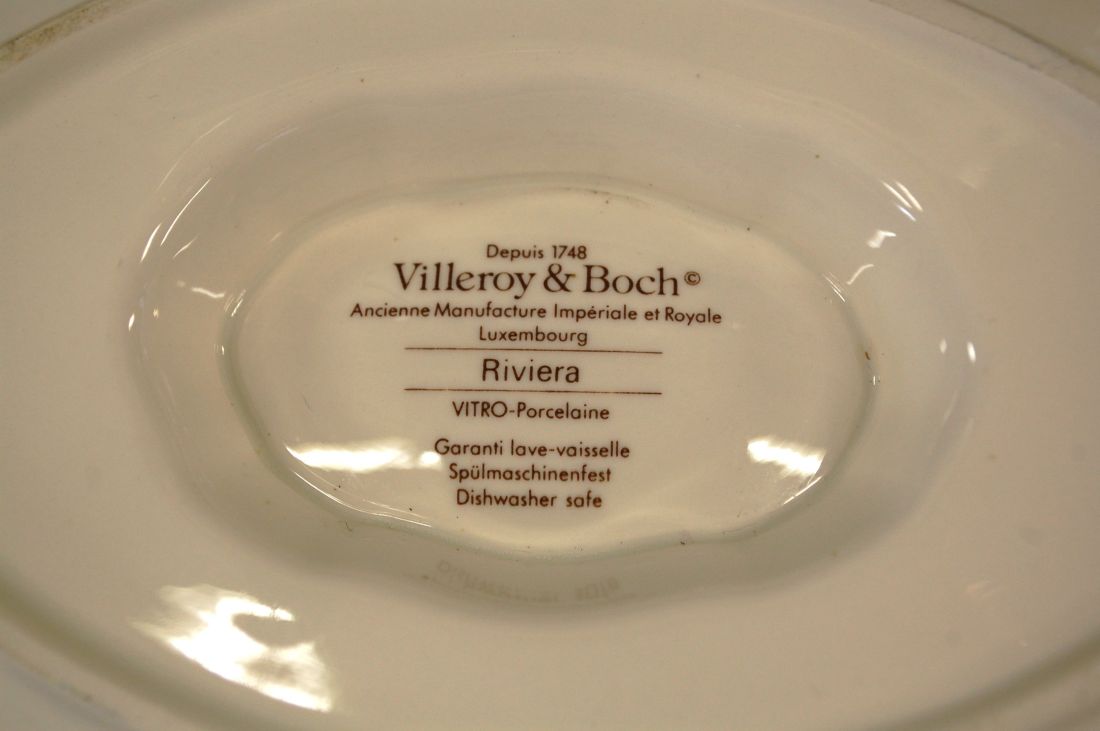 Depuis 1748
Villeroy & Boch©
Ancienne Manufacture Impériale et Royale
Luxembourg
Riviera
VITRO-Porcelaine
Garanti lave-vaisselle
Spülmaschinenfest
Dishwasher safe